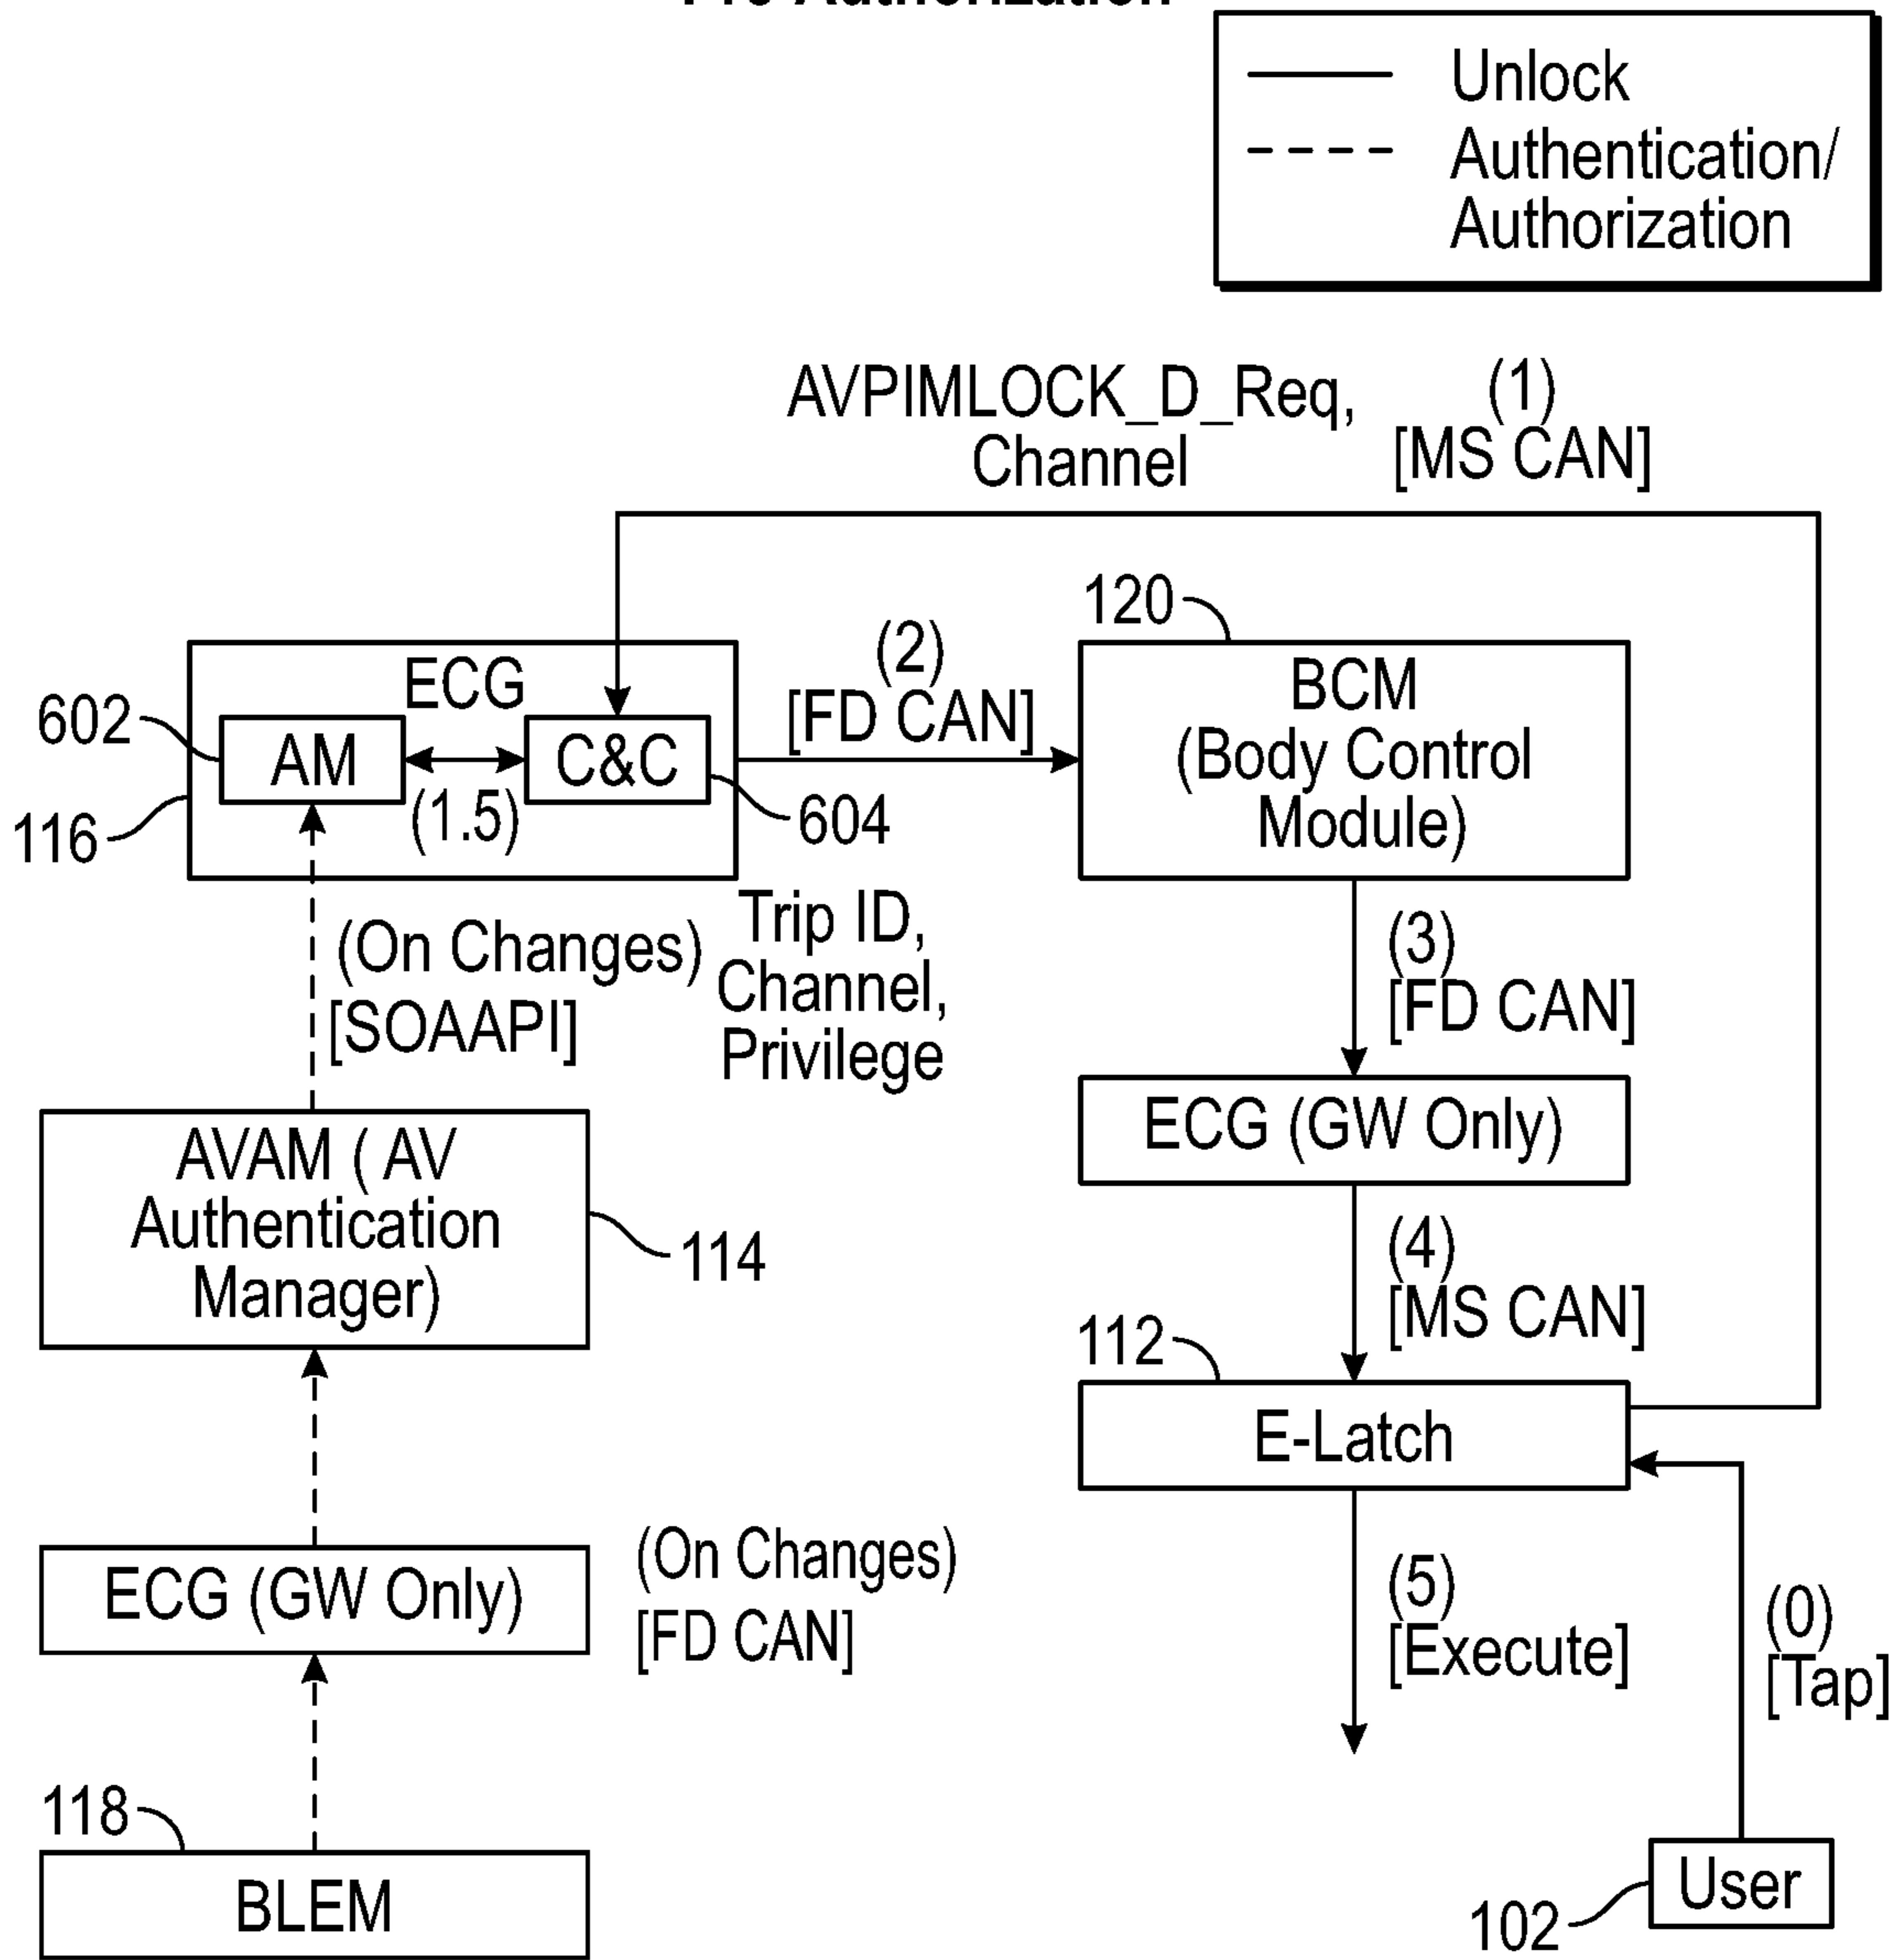 Unlock
Authentication/
Authorization
AVPIMLOCK_D_Req,
Channel
(1)
[MS CAN]
120
ECG
(2)
[FD CAN]
BCM
(Body Control
Module)
602
AM
C&C
(1.5)
604
116
(On Changes)
[SOAAPI]
Trip ID,
Channel,
Privilege
(3)
[FD CAN]
ECG (GW Only)
AVAM ( AV
Authentication
Manager)
114
(4)
[MS CAN]
112
E-Latch
ECG (GW Only)
(On Changes)
[FD CAN]
(5)
[Execute]
(0)
[Tap]
118
BLEM
User
102